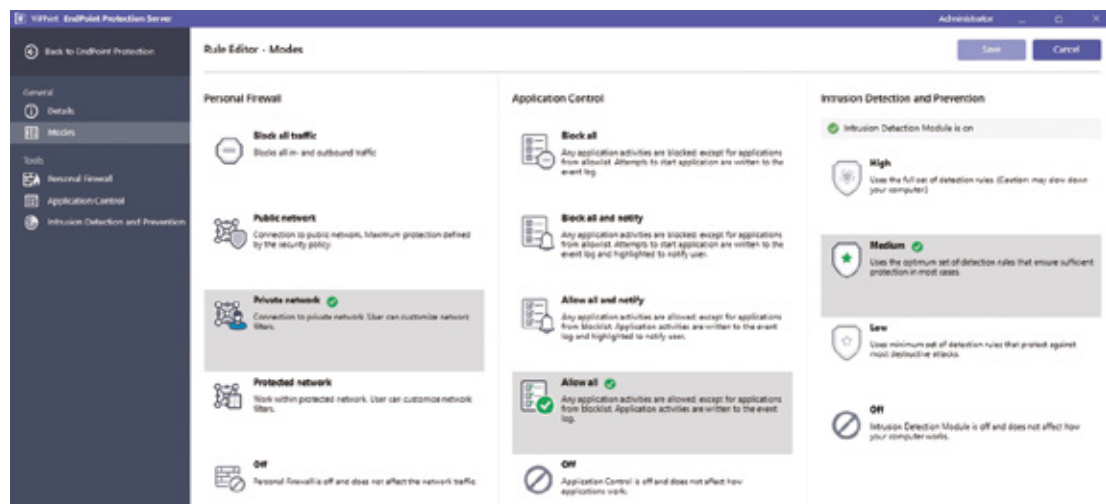 ViPNet EndPoint Protection Server
Administrator
Back to EndPoint Protection
Rule Editor - Modes
Save
Cancel
General
Details
Modes
Tools
Personal Firewall
Application Control
Intrusion Detection and Prevention
Personal Firewall
Block all traffic
Blocks all in- and outbound traffic
Public network
Connection to public network. Maximum protection defined
by the security policy.
Private network
Connection to private network. User can customize network
filters.
Protected network
Work within protected network. User can customize network
filters.
Off
Personal Firewall is off and does not affect the network traffic.
Application Control
Block all
Any application activities are blocked except for applications
from allowlist. Attempts to start application are written to the
event log.
Block all and notify
Any application activities are blocked except for applications
from allowlist. Attempts to start application are written to the
event log and highlighted to notify user.
Allow all and notify
Any application activities are allowed except for applications
from blocklist. Application activities are written to the event
log and highlighted to notify user.
Allow all
Any application activities are allowed except for applications
from blocklist. Application activities are written to the event
log.
Off
Application Control is off and does not affect how
applications work.
Intrusion Detection and Prevention
Intrusion Detection Module is on
High
Uses the full set of detection rules. (Caution: may slow down
your computer)
Medium
Uses the optimum set of detection rules that ensure sufficient
protection in most cases.
Low
Uses minimum set of detection rules that protect against
most destructive attacks.
Off
Intrusion Detection Module is off and does not affect how
your computer works.